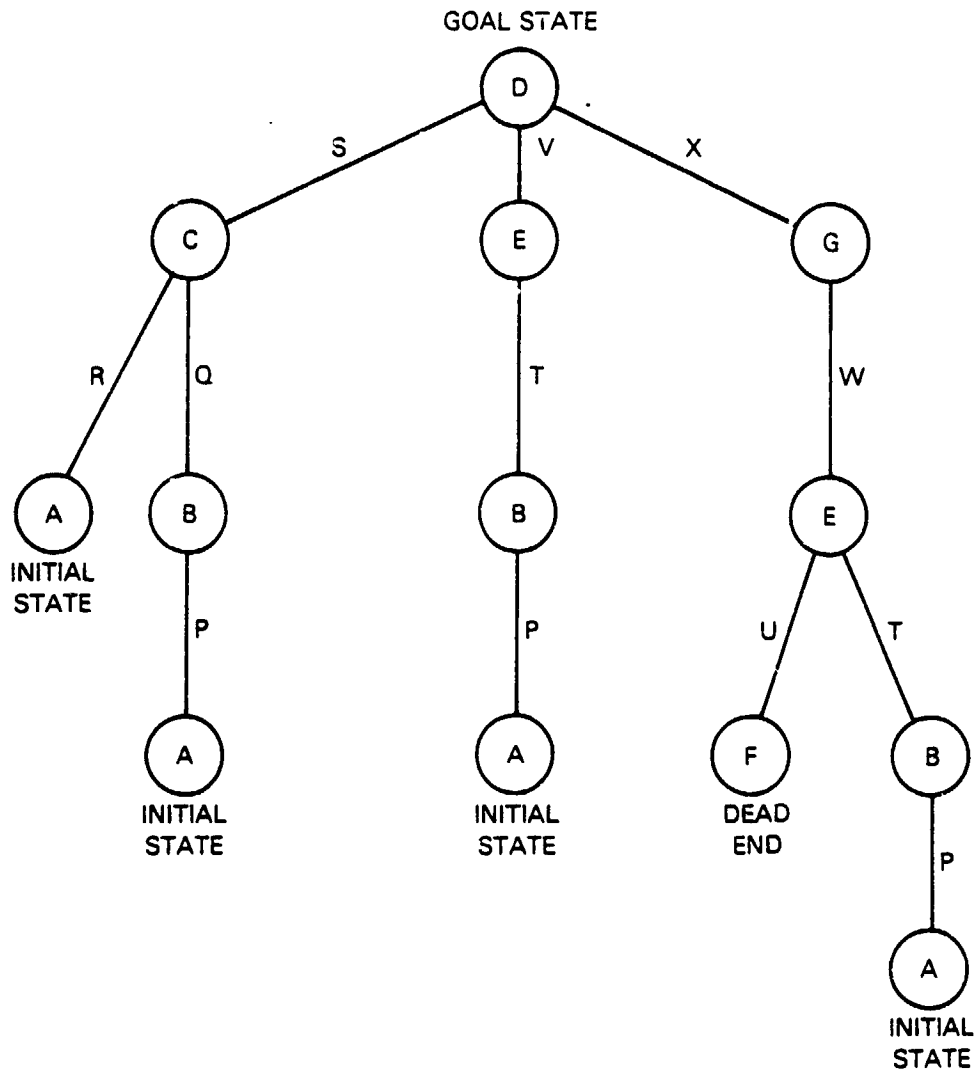 GOAL STATE
D
S
V
X
C
E
G
R
Q
T
W
A
B
B
E
INITIAL
STATE
P
P
U
T
A
A
F
B
INITIAL
STATE
INITIAL
STATE
DEAD
END
P
A
INITIAL
STATE